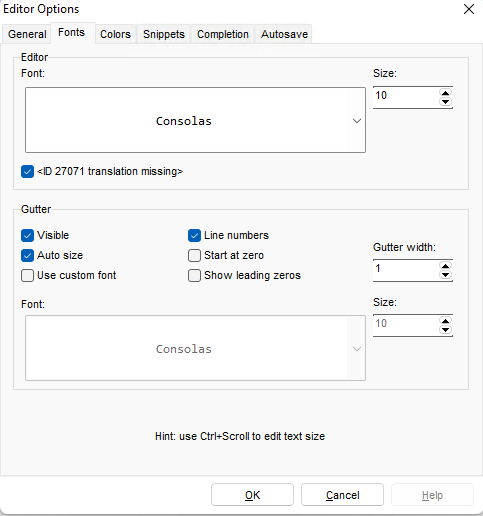 Editor Options
General Fonts Colors Snippets Completion Autosave
Editor
Font: Size:
Consolas 10
<ID 27071 translation missing>
Gutter
Visible Line numbers
Auto size Start at zero Gutter width:
Use custom font Show leading zeros 1
Font: Size:
Consolas 10
Hint: use Ctrl+Scroll to edit text size
OK Cancel Help